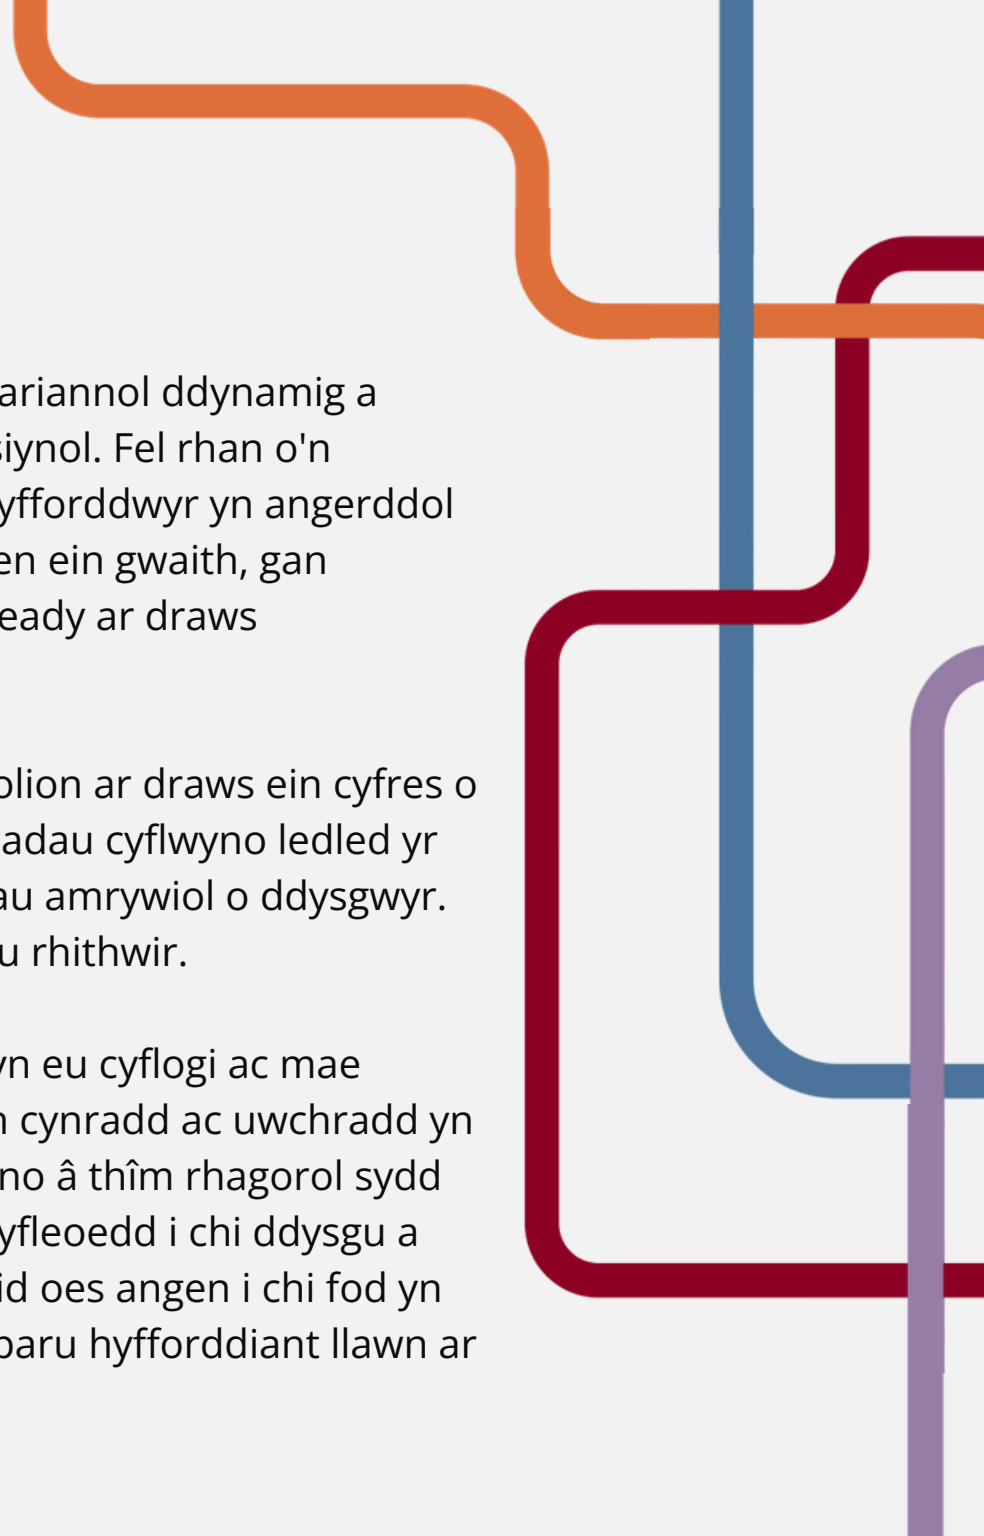 ariannol ddynamig a
siynol. Fel rhan o'n
yfforddwyr yn angerddol
en ein gwaith, gan
eady ar draws
olion ar draws ein cyfres o
adau cyflwyno ledled yr
au amrywiol o ddysgwyr.
u rhithwir.
yn eu cyflogi ac mae
n cynradd ac uwchradd yn
no â thîm rhagorol sydd
yfleoedd i chi ddysgu a
id oes angen i chi fod yn
paru hyfforddiant llawn ar